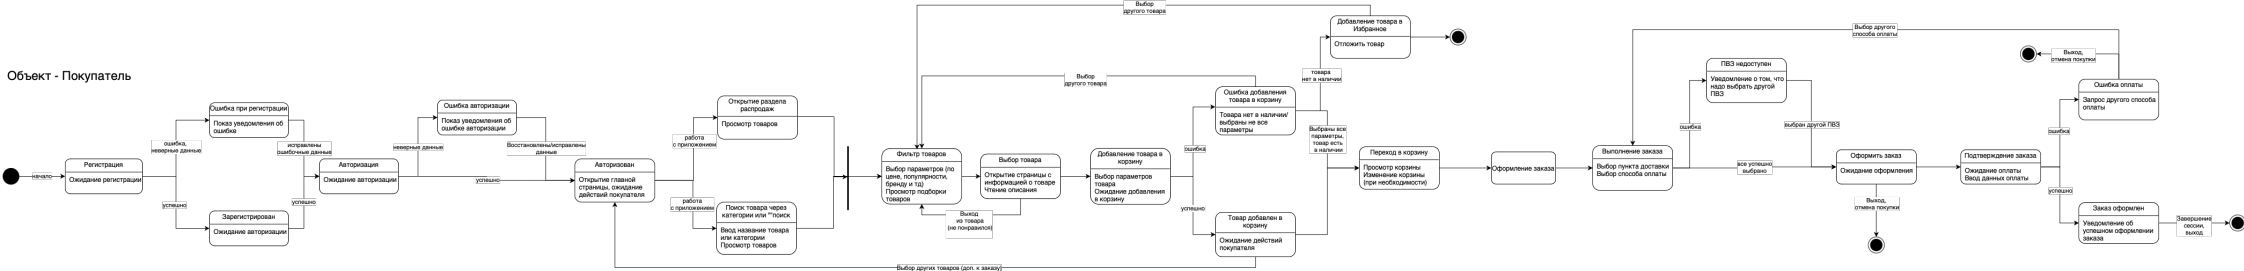 Объект - Покупатель
начало
Регистрация
Ожидание регистрации
ошибка,
неверные данные
успешно
Ошибка при регистрации
Показ уведомления об
ошибке
Зарегистрирован
Ожидание авторизации
исправлены
ошибочные данные
успешно
Авторизация
Ожидание авторизации
неверные данные
успешно
Ошибка авторизации
Показ уведомления об
ошибке авторизации
Восстановлены/исправлены
данные
Авторизован
Открытие главной
страницы, ожидание
действий покупателя
работа
с приложением
работа
с приложением
Открытие раздела
распродаж
Просмотр товаров
Поиск товара через
категории или ""поиск
Ввод название товара
или категории
Просмотр товаров
Фильтр товаров
Выбор параметров (по
цене, популярности,
бренду и тд)
Просмотр подборки
товаров
Выбор
другого товара
Выбор
другого товара
Выбор товара
Открытие страницы с
информацией о товаре
Чтение описания
Выход
из товара
(не понравился)
Добавление товара в
корзину
Выбор параметров
товара
Ожидание добавления
в корзину
ошибка
успешно
Ошибка добавления
товара в корзину
Товара нет в наличии/
выбраны не все
параметры
Товар добавлен в
корзину
Ожидание действий
покупателя
Выбор других товаров (доп. к заказу)
товара
нет в наличии
Добавление товара в
Избранное
Отложить товар
Выбраны все
параметры,
товар есть
в наличии
Переход в корзину
Просмотр корзины
Изменение корзины
(при необходимости)
Оформление заказа
Выполнение заказа
Выбор пункта доставки
Выбор способа оплаты
ошибка
все успешно
выбрано
ПВЗ недоступен
Уведомление о том, что
надо выбрать другой
ПВЗ
выбран другой ПВЗ
Оформить заказ
Ожидание оформления
Выход,
отмена покупки
Подтверждение заказа
Ожидание оплаты
Ввод данных оплаты
ошибка
успешно
Ошибка оплаты
Запрос другого способа
оплаты
Выход,
отмена покупки
Выбор другого
способа оплаты
Заказ оформлен
Уведомление об
успешном оформлении
заказа
Завершение
сессии,
выход